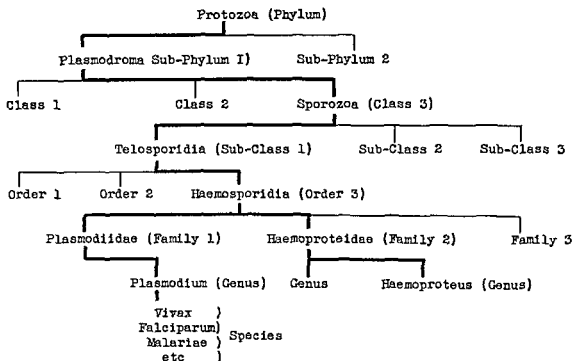 Protozoa (Phylum)
Plasmodroma Sub-Phylum I)
Sub-Phylum 2
Class 1
Class 2
Sporozoa (Class 3)
Telosporidia (Sub-Class 1)
Sub-Class 2
Sub-Class 3
Order 1
Order 2
Haemosporidia (Order 3)
Plasmodiidae (Family 1)
Haemoproteidae (Family 2)
Family 3
Plasmodium (Genus)
Genus
Haemoproteus (Genus)
Vivax )
Falciparum)
Species
Malariae )
etc )